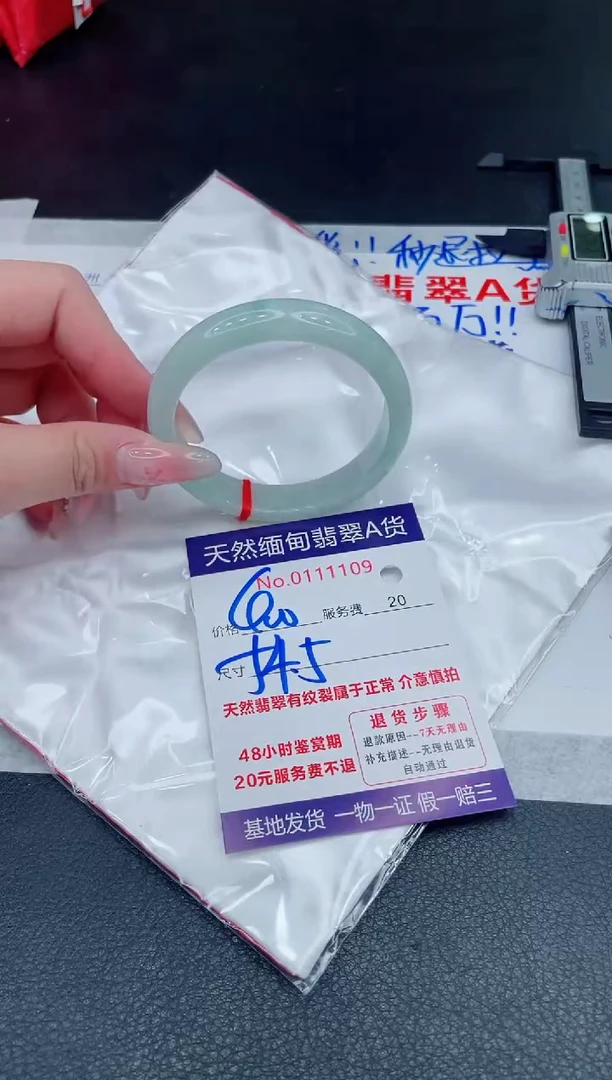 翡翠A货
万!!
天然缅甸翡翠A货
No.0111109
价格
服务费 20
尺寸 54.5
天然翡翠有纹裂属于正常 介意慎拍
48小时鉴赏期
20元服务费不退
退货步骤
退款原因--7天无理由
补充描述--无理由退货
自动通过
基地发货 一物一证 假一赔三